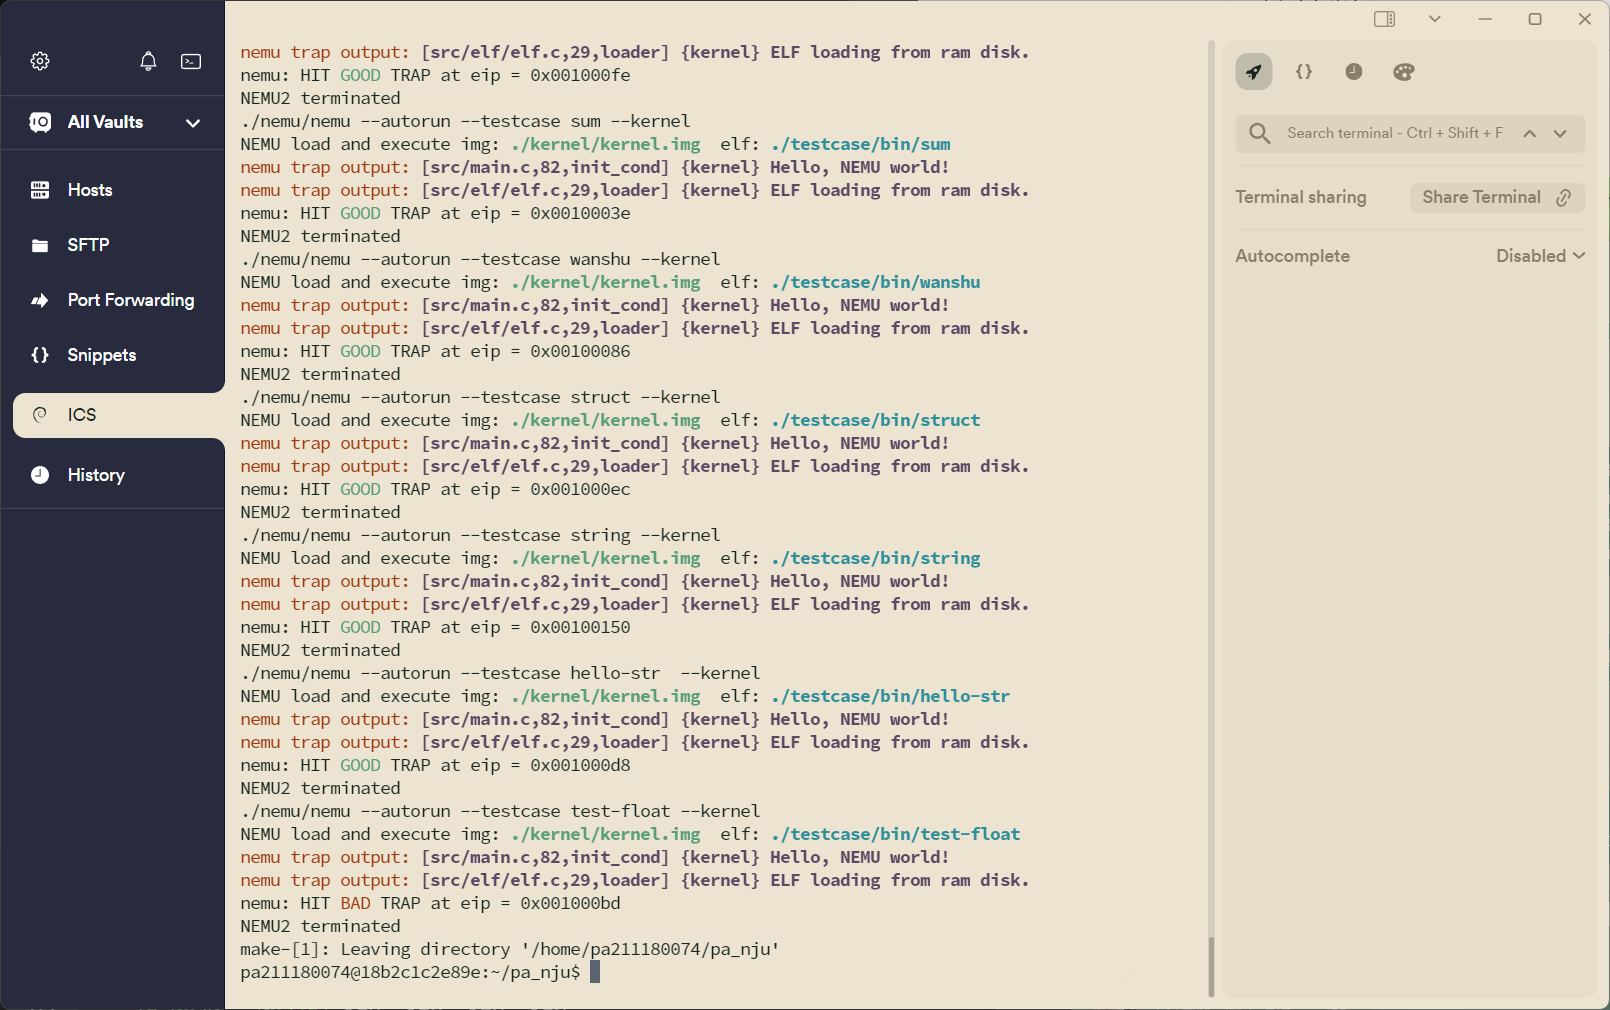 All Vaults
Hosts
SFTP
Port Forwarding
Snippets
ICS
History
nemu trap output: [src/elf/elf.c,29,loader] {kernel} ELF loading from ram disk.
nemu: HIT GOOD TRAP at eip = 0x001000fe
NEMU2 terminated
./nemu/nemu --autorun --testcase sum --kernel
NEMU load and execute img: ./kernel/kernel.img  elf: ./testcase/bin/sum
nemu trap output: [src/main.c,82,init_cond] {kernel} Hello, NEMU world!
nemu trap output: [src/elf/elf.c,29,loader] {kernel} ELF loading from ram disk.
nemu: HIT GOOD TRAP at eip = 0x0010003e
NEMU2 terminated
./nemu/nemu --autorun --testcase wanshu --kernel
NEMU load and execute img: ./kernel/kernel.img  elf: ./testcase/bin/wanshu
nemu trap output: [src/main.c,82,init_cond] {kernel} Hello, NEMU world!
nemu trap output: [src/elf/elf.c,29,loader] {kernel} ELF loading from ram disk.
nemu: HIT GOOD TRAP at eip = 0x00100086
NEMU2 terminated
./nemu/nemu --autorun --testcase struct --kernel
NEMU load and execute img: ./kernel/kernel.img  elf: ./testcase/bin/struct
nemu trap output: [src/main.c,82,init_cond] {kernel} Hello, NEMU world!
nemu trap output: [src/elf/elf.c,29,loader] {kernel} ELF loading from ram disk.
nemu: HIT GOOD TRAP at eip = 0x001000ec
NEMU2 terminated
./nemu/nemu --autorun --testcase string --kernel
NEMU load and execute img: ./kernel/kernel.img  elf: ./testcase/bin/string
nemu trap output: [src/main.c,82,init_cond] {kernel} Hello, NEMU world!
nemu trap output: [src/elf/elf.c,29,loader] {kernel} ELF loading from ram disk.
nemu: HIT GOOD TRAP at eip = 0x00100150
NEMU2 terminated
./nemu/nemu --autorun --testcase hello-str  --kernel
NEMU load and execute img: ./kernel/kernel.img  elf: ./testcase/bin/hello-str
nemu trap output: [src/main.c,82,init_cond] {kernel} Hello, NEMU world!
nemu trap output: [src/elf/elf.c,29,loader] {kernel} ELF loading from ram disk.
nemu: HIT GOOD TRAP at eip = 0x001000d8
NEMU2 terminated
./nemu/nemu --autorun --testcase test-float --kernel
NEMU load and execute img: ./kernel/kernel.img  elf: ./testcase/bin/test-float
nemu trap output: [src/main.c,82,init_cond] {kernel} Hello, NEMU world!
nemu trap output: [src/elf/elf.c,29,loader] {kernel} ELF loading from ram disk.
nemu: HIT BAD TRAP at eip = 0x001000bd
NEMU2 terminated
make-[1]: Leaving directory '/home/pa211180074/pa_nju'
pa211180074@18b2c1c2e89e:~/pa_nju$
Search terminal - Ctrl + Shift + F
Terminal sharing
Share Terminal
Autocomplete
Disabled